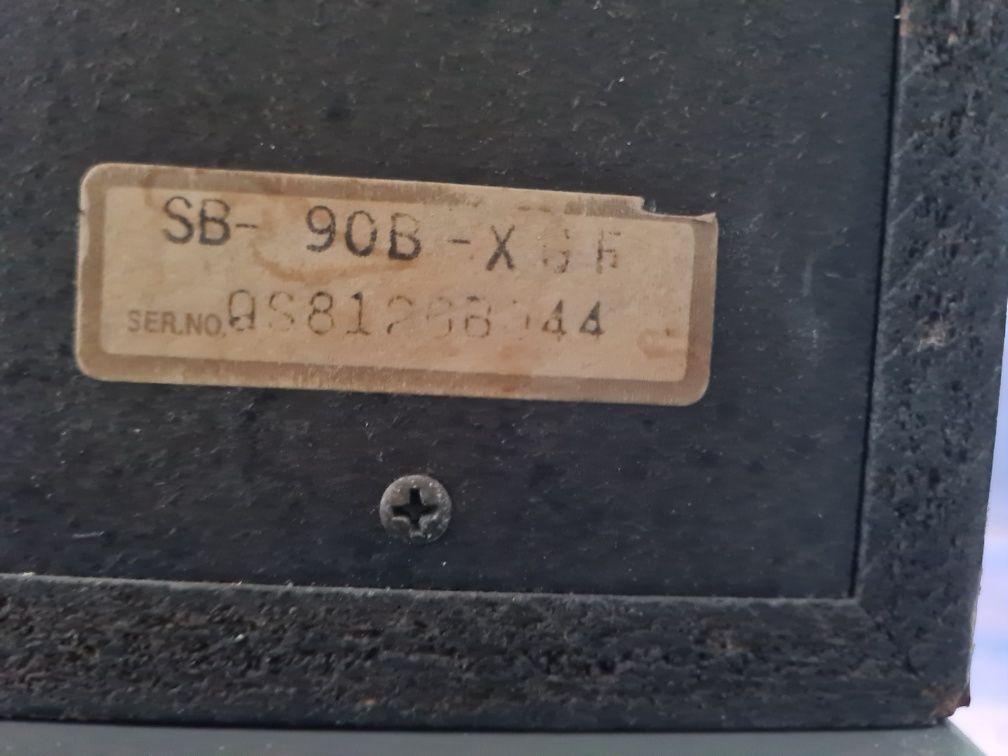 SB- 90B -X G F
SER.NO.